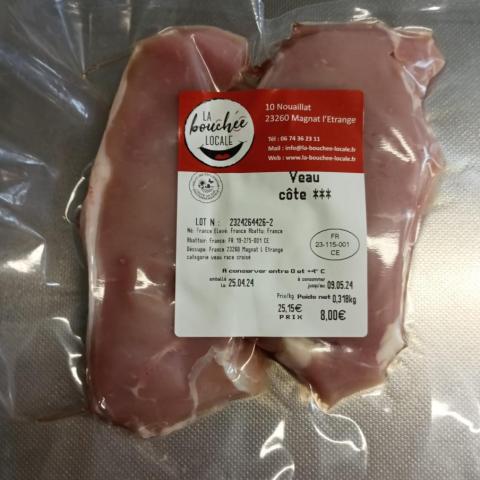 LA
bouchée
LOCALE
10 Nouaillat
23260 Magnat l'Etrange
Tél : 06 74 36 23 11
Mail : info@la-bouchee-locale.fr
Web : www.la-bouchee-locale.fr
Veau
côte ***
LOT N : 2324264426-2
Né: France Elevé: France Abattu: France
Abattoir: France: FR 19-275-001 CE
Découpe: France 23260 Magnat l Etrange
catégorie veau race croisé
FR
23-115-001
CE
A conserver entre 0 et +4° C
emballé le 25.04.24
à consommer jusqu'au 09.05.24
Prix/kg Poids net 0,318kg
25,15€
PRIX 8,00€